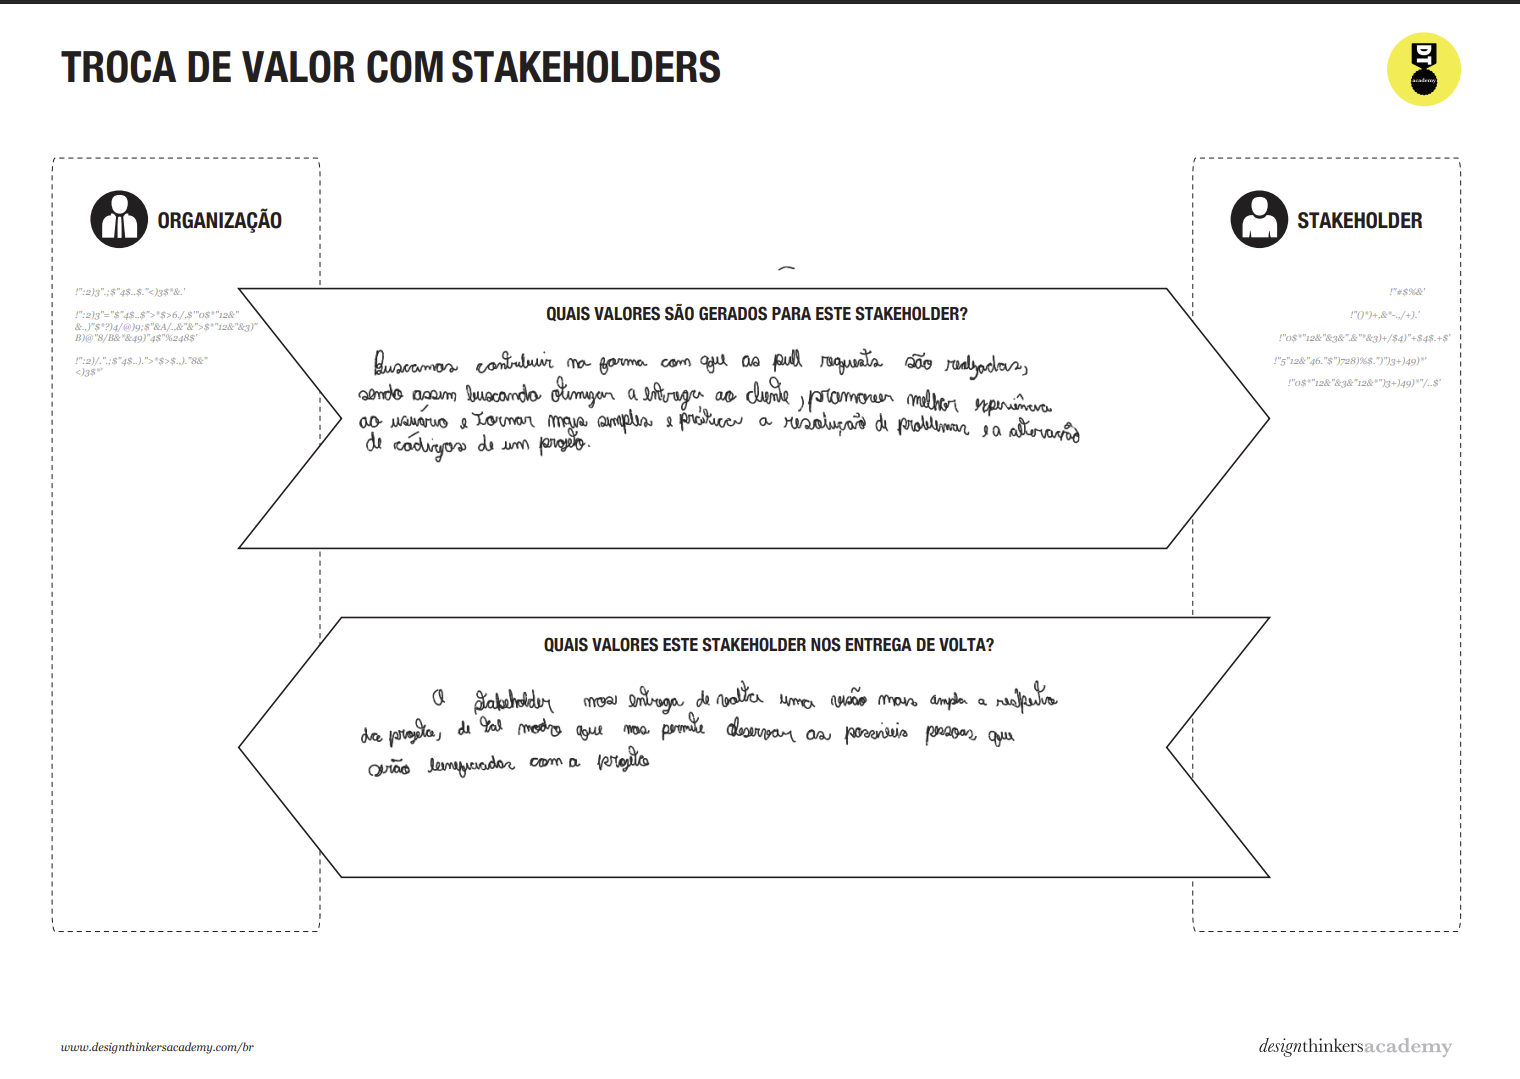 TROCA DE VALOR COM STAKEHOLDERS
DT
academy
ORGANIZAÇÃO
STAKEHOLDER
!":2)3".;$"4$..$."<)3$*&.'
!":2)3"="$"4$..$">*$>6./,$'"0$*"12&"
&.,)"$*?)4/@)9;$"&A/.,&"&">$*"12&"&3)"
B)@"8/B&*&49)"4$"%248$'
!":2)/.".;$"4$..)."">*$>$.,)."8&"
<)3$*'
!"#$%&'
!"()*)+,&*-.,/+).'
!"0$*"12&"&3&".&"*&3)+/$4)"+$4$.+$'
!"5"12&"46."$")728)%$.")")3+)49)*'
!"0$*"12&"&3&"12&*")3+)49)*"/..$'
QUAIS VALORES SÃO GERADOS PARA ESTE STAKEHOLDER?
Buscamos contribuir na forma com que as pull requests são realizadas,
sendo assim buscando otimizar a entrega ao cliente, promover melhor experiência
ao usuário e tornar mais simples e prática a resolução de problemas e a alteração
de códigos de um projeto.
QUAIS VALORES ESTE STAKEHOLDER NOS ENTREGA DE VOLTA?
O stakeholder nos entrega de volta uma visão mais ampla a respeito
do projeto, de tal modo que nos permite observar as possíveis pessoas, que
serão beneficiadas com o projeto
www.designthinkersacademy.com/br
designthinkersacademy